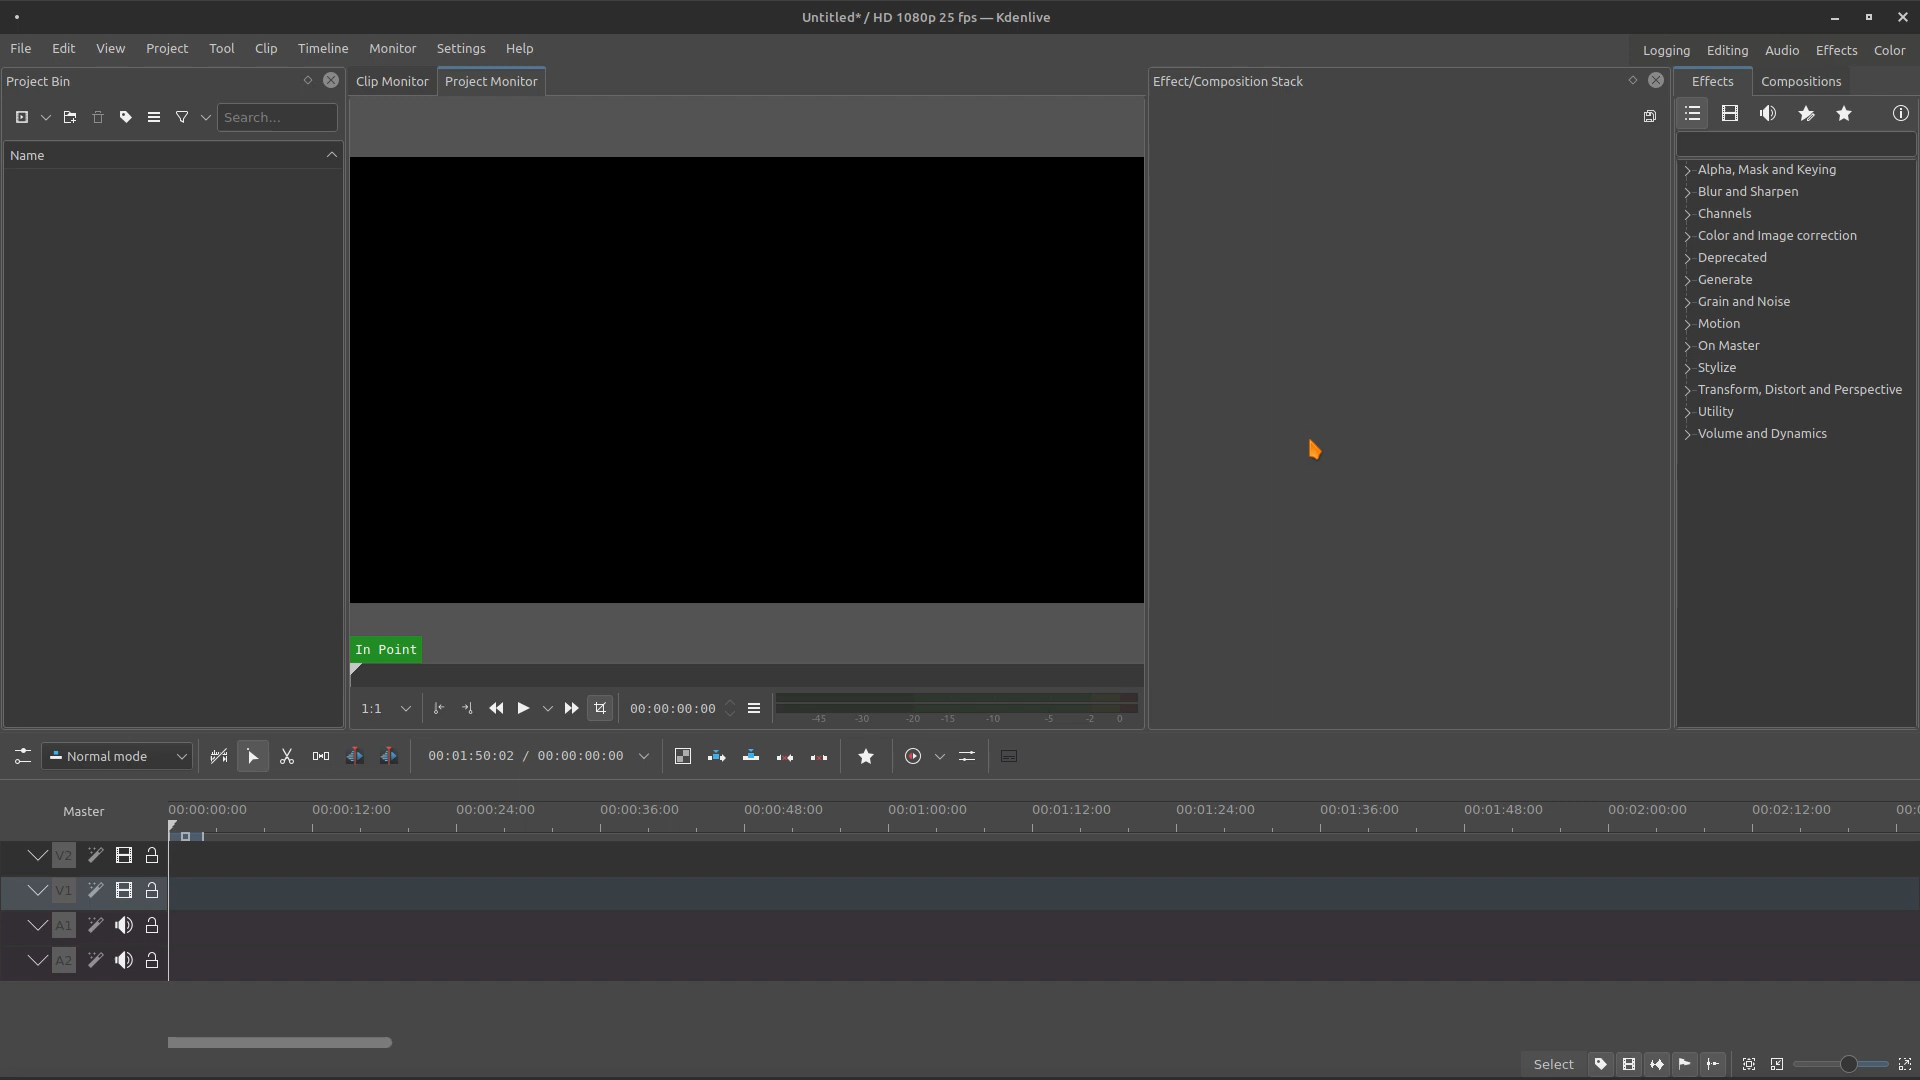 Untitled* / HD 1080p 25 fps — Kdenlive
File Edit View Project Tool Clip Timeline Monitor Settings Help
Logging Editing Audio Effects Color
Project Bin
Clip Monitor Project Monitor
Effect/Composition Stack
Effects Compositions
Search...
Name
Alpha, Mask and Keying
Blur and Sharpen
Channels
Color and Image correction
Deprecated
Generate
Grain and Noise
Motion
On Master
Stylize
Transform, Distort and Perspective
Utility
Volume and Dynamics
In Point
1:1
00:00:00:00
-45 -30 -20 -15 -10 -5 -2 0
Normal mode
00:01:50:02 / 00:00:00:00
Master
00:00:00:00 00:00:12:00 00:00:24:00 00:00:36:00 00:00:48:00 00:01:00:00 00:01:12:00 00:01:24:00 00:01:36:00 00:01:48:00 00:02:00:00 00:02:12:00 00:0
V2
V1
A1
A2
Select